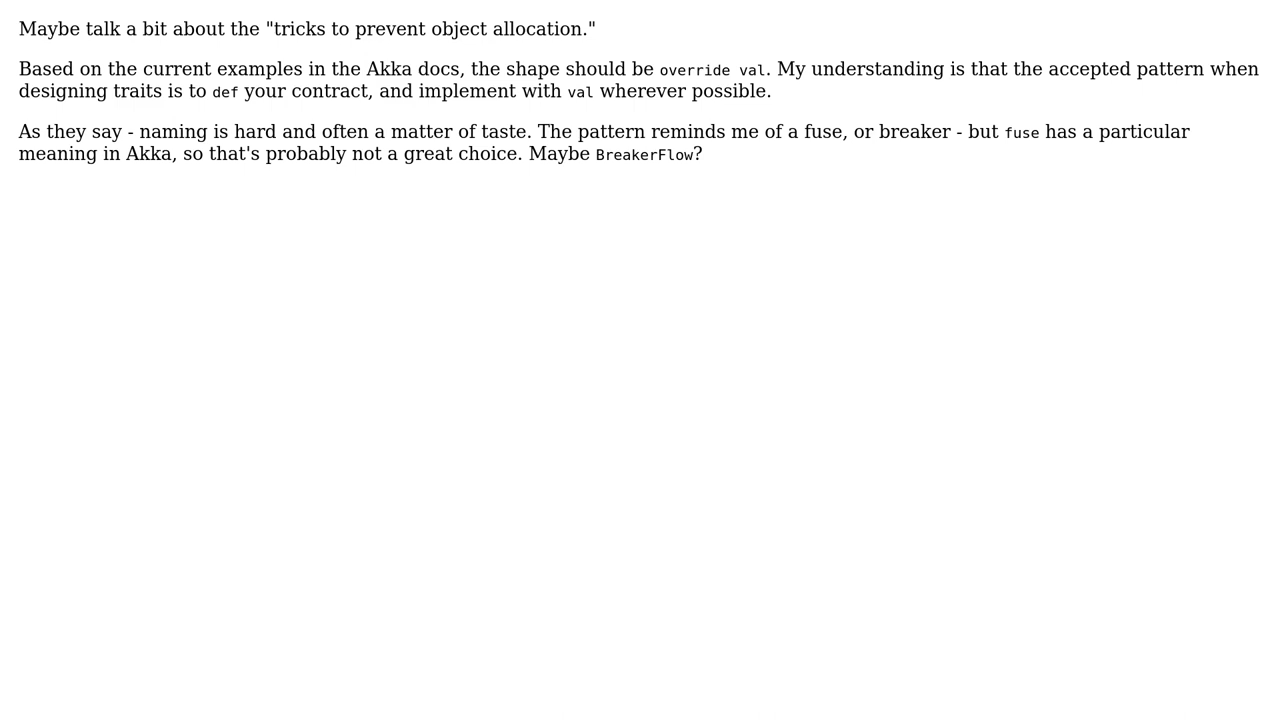 Maybe talk a bit about the "tricks to prevent object allocation."
Based on the current examples in the Akka docs, the shape should be override val. My understanding is that the accepted pattern when
designing traits is to def your contract, and implement with val wherever possible.
As they say - naming is hard and often a matter of taste. The pattern reminds me of a fuse, or breaker - but fuse has a particular
meaning in Akka, so that's probably not a great choice. Maybe BreakerFlow?